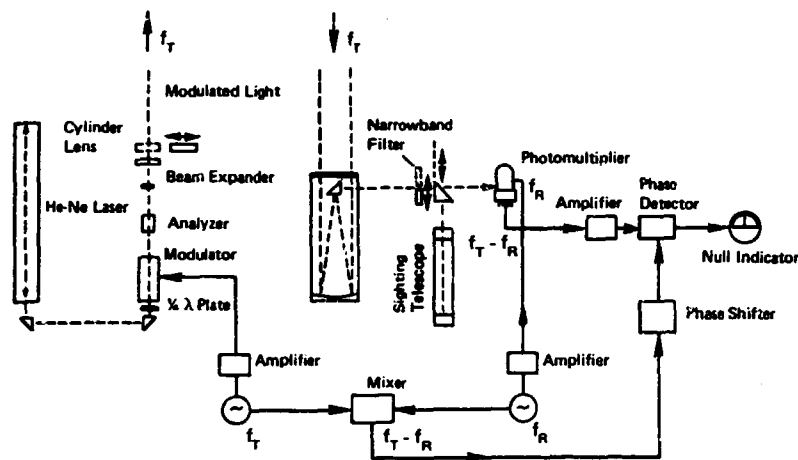 f_T
f_T
Modulated Light
Cylinder
Lens
Narrowband
Filter
Photomultiplier
Beam Expander
He-Ne Laser
f_R
Amplifier
Phase
Detector
Analyzer
Modulator
f_T - f_R
Null Indicator
Sighting
Telescope
¼ λ Plate
Phase Shifter
Amplifier
Mixer
Amplifier
~
~
f_T
f_T - f_R
f_R